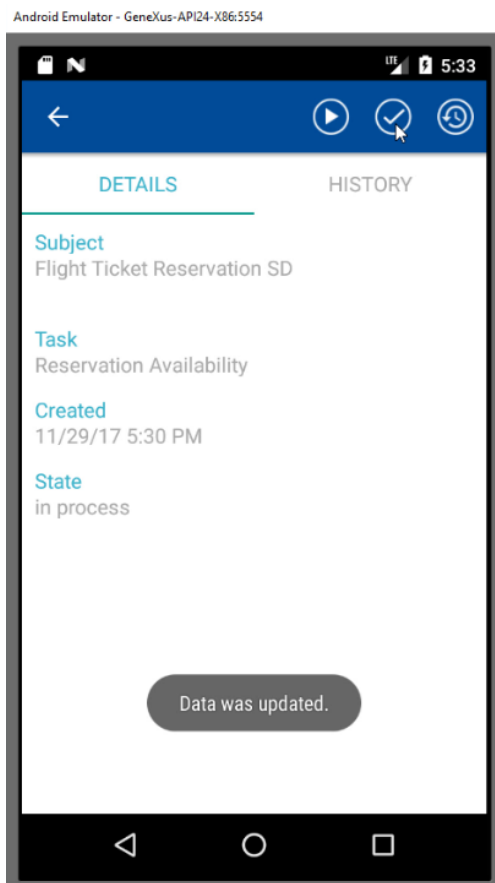 Android Emulator - GeneXus-API24-X86:5554
LTE 5:33
DETAILS HISTORY
Subject
Flight Ticket Reservation SD
Task
Reservation Availability
Created
11/29/17 5:30 PM
State
in process
Data was updated.